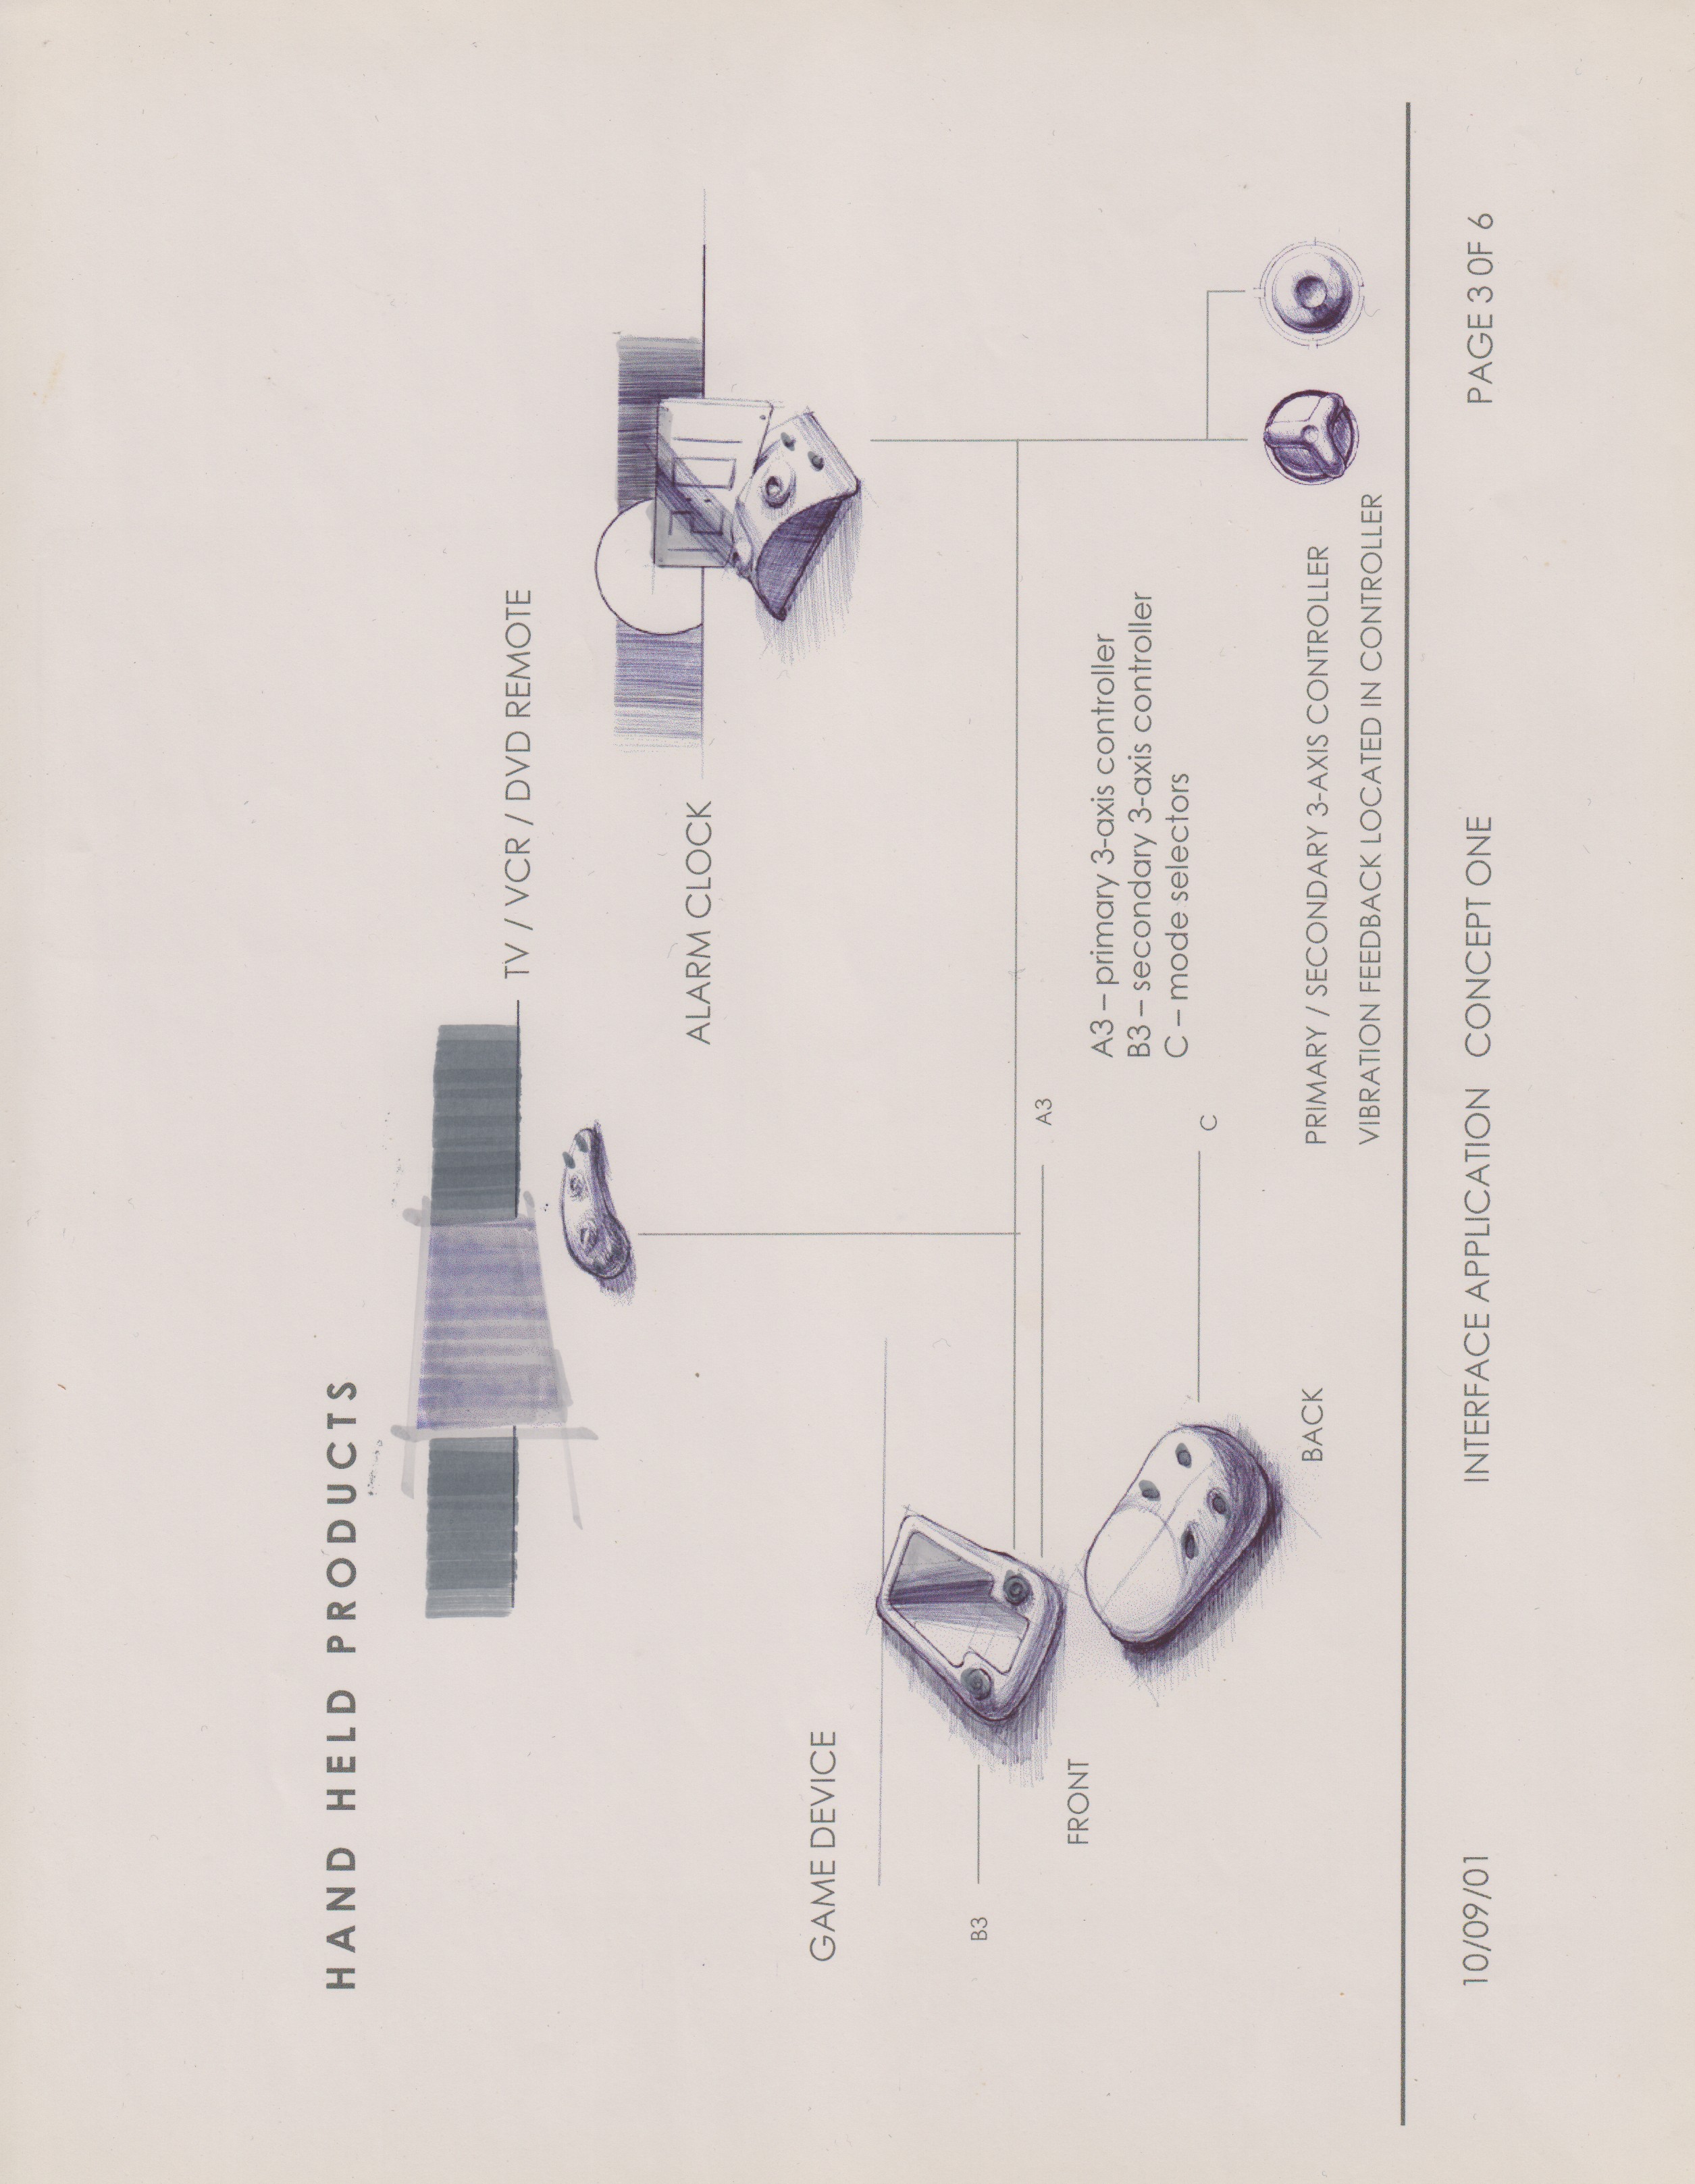 HAND HELD PRODUCTS
TV / VCR / DVD REMOTE
ALARM CLOCK
GAME DEVICE
B3
A3
FRONT
A3 – primary 3-axis controller
B3 – secondary 3-axis controller
C – mode selectors
C
BACK
PRIMARY / SECONDARY 3-AXIS CONTROLLER
VIBRATION FEEDBACK LOCATED IN CONTROLLER
10/09/01
INTERFACE APPLICATION CONCEPT ONE
PAGE 3 OF 6